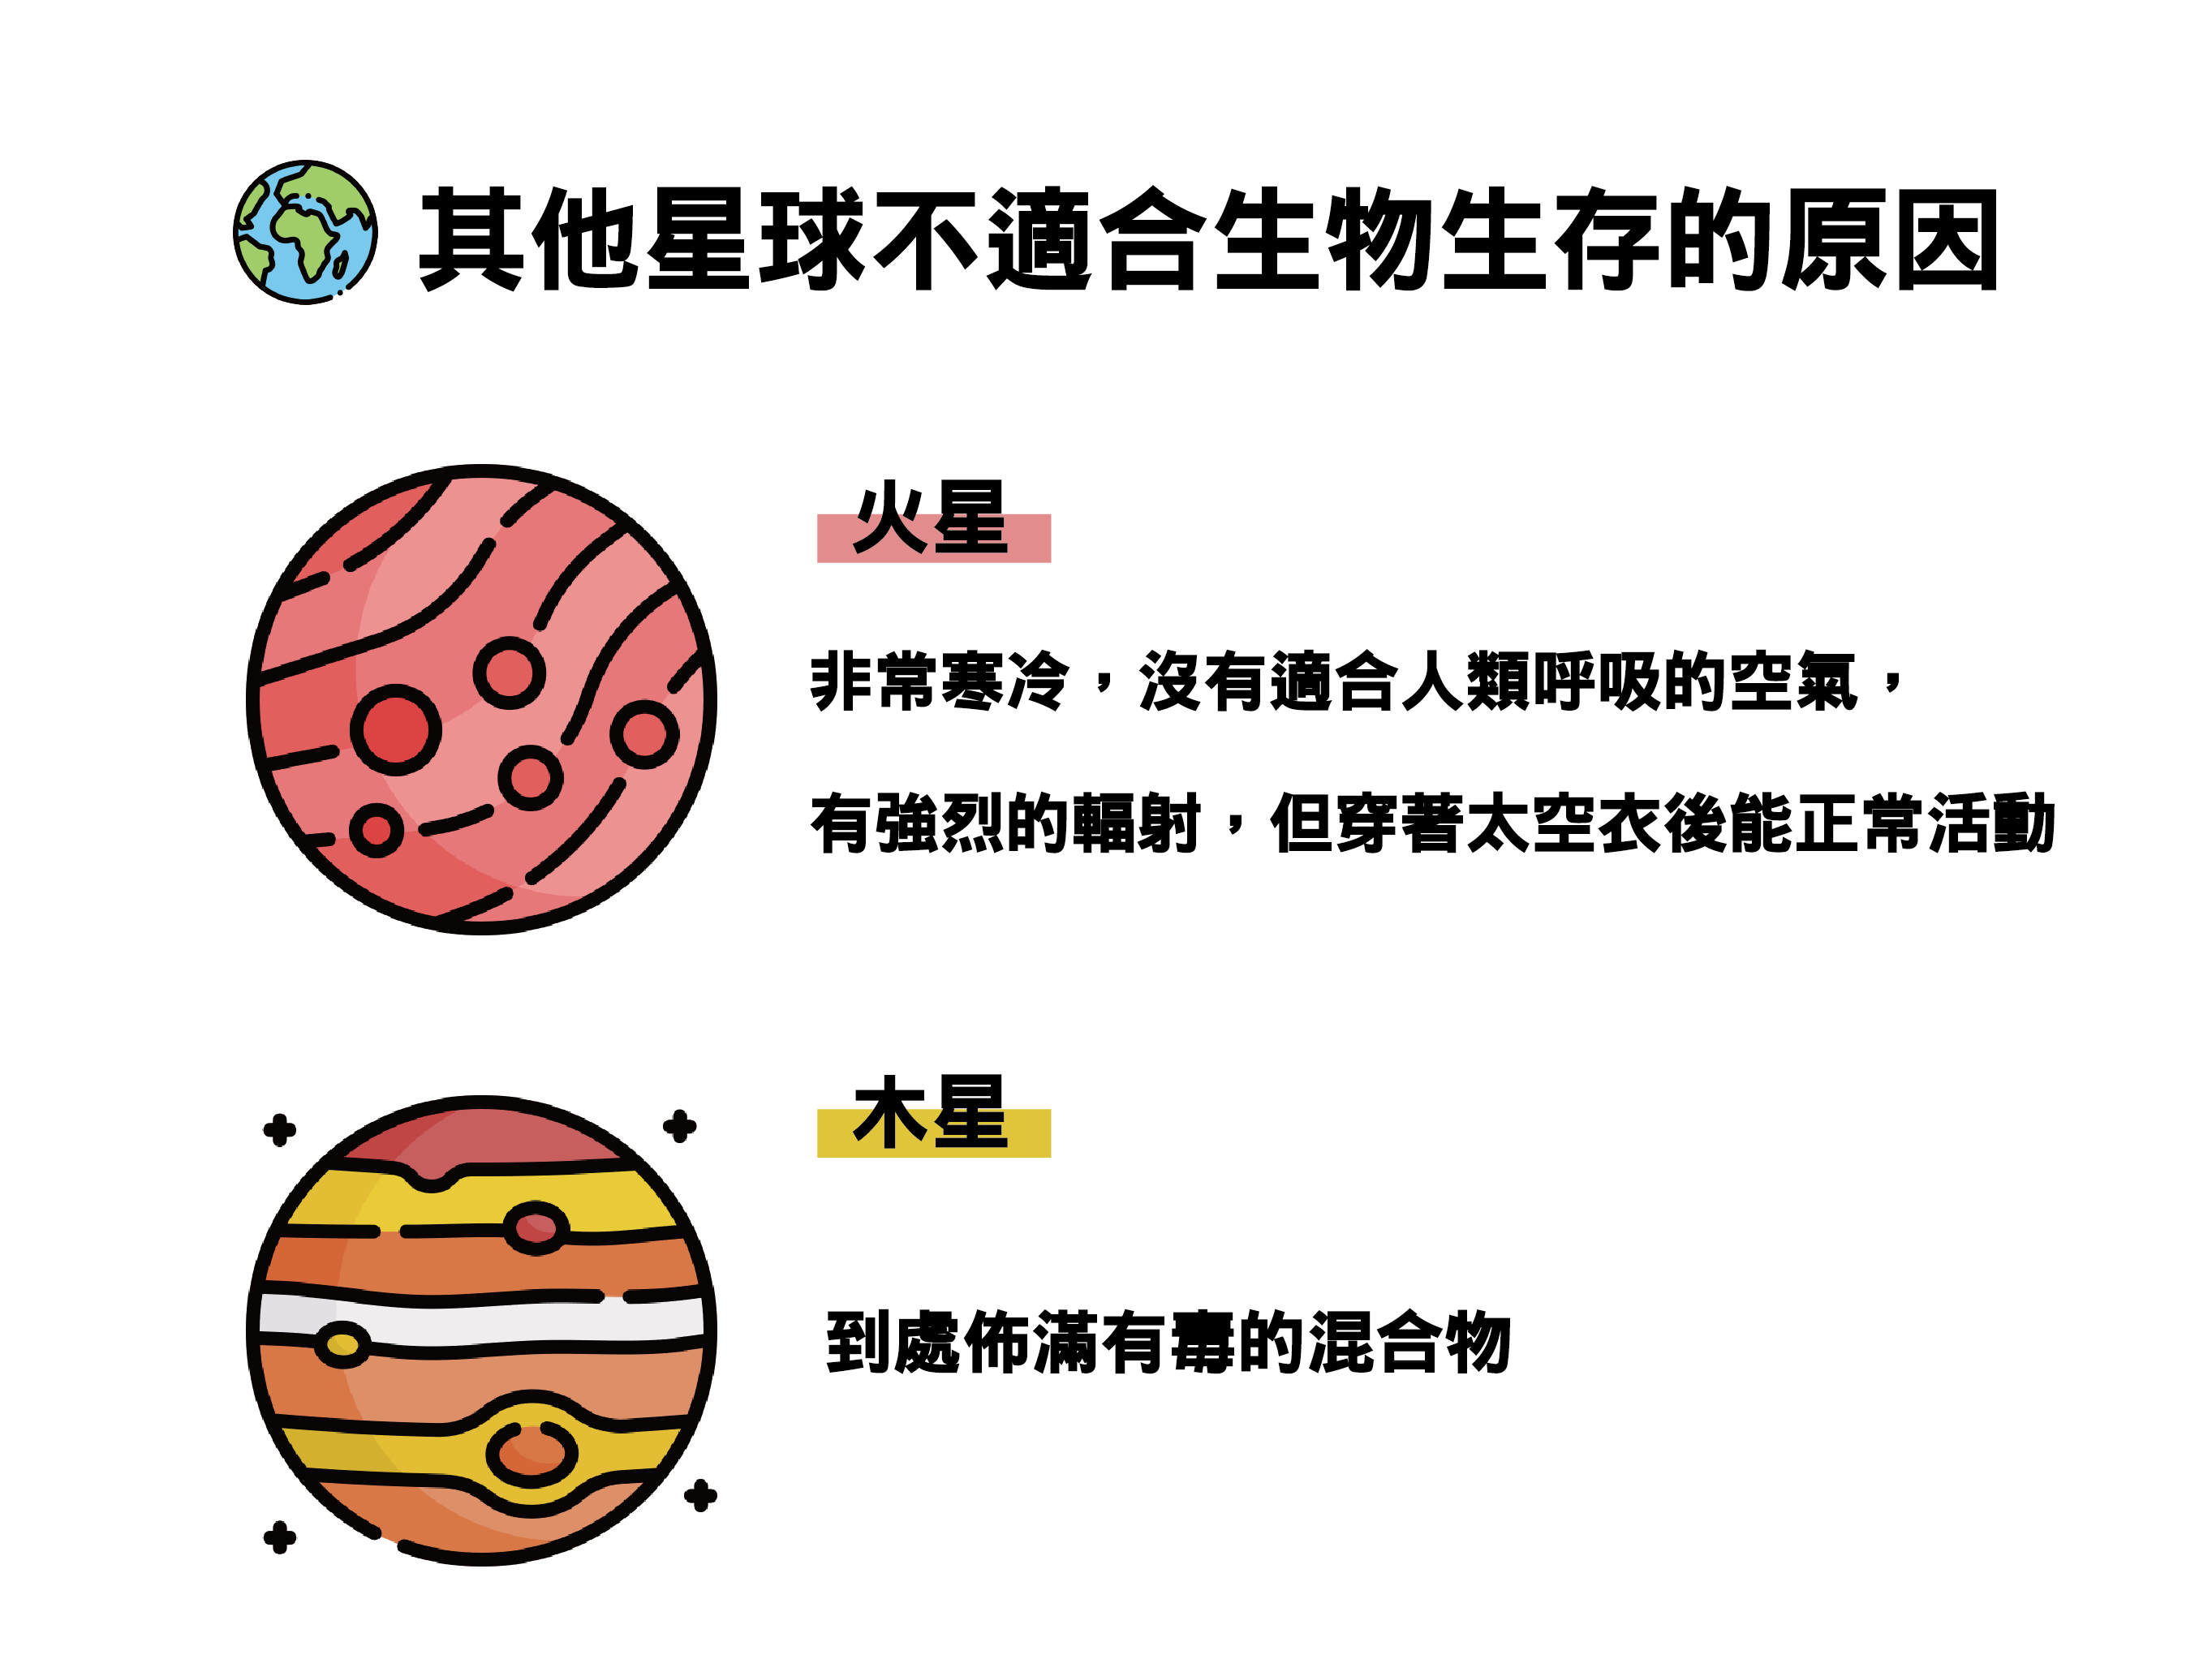 其他星球不適合生物生存的原因
火星
非常寒冷，沒有適合人類呼吸的空氣，
有強烈的輻射，但穿著太空衣後能正常活動
木星
到處佈滿有毒的混合物